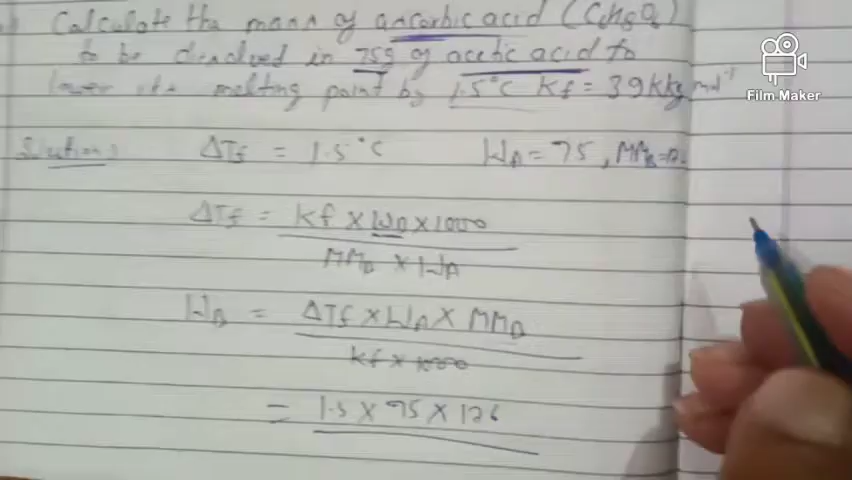 Calculate the mass of ascorbic acid (C6H8O6)
to be dissolved in 75g of acetic acid to
lower its melting point by 1.5°C Kf = 3.9 K kg mol⁻¹
Film Maker
Solution: ΔTf = 1.5 °C WA = 75, MMB =
ΔTf = Kf × WB × 1000
MMB × WA
WB = ΔTf × WA × MMB
Kf × 1000
= 1.5 × 75 × 176